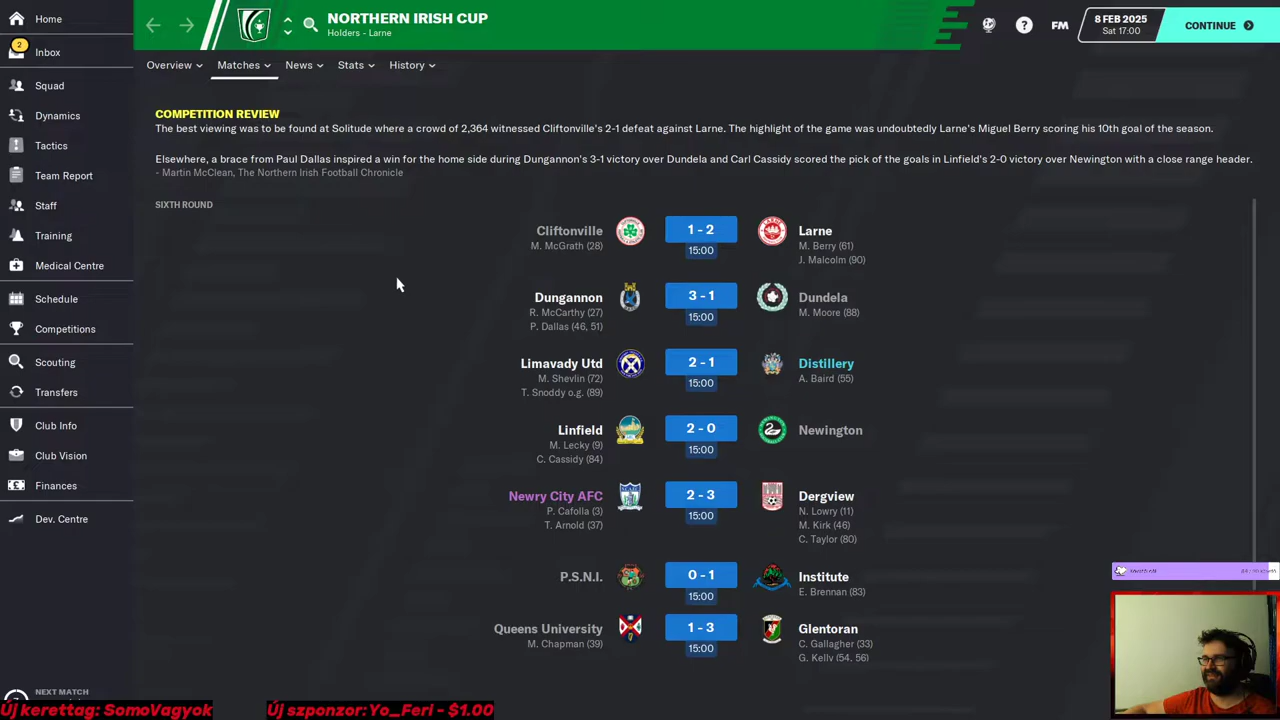 Home
2
Inbox
Squad
Dynamics
Tactics
Team Report
Staff
Training
Medical Centre
Schedule
Competitions
Scouting
Transfers
Club Info
Club Vision
Finances
Dev. Centre
NEXT MATCH
NORTHERN IRISH CUP
Holders - Larne
?
FM
8 FEB 2025
Sat 17:00
CONTINUE
Overview
Matches
News
Stats
History
COMPETITION REVIEW
The best viewing was to be found at Solitude where a crowd of 2,364 witnessed Cliftonville's 2-1 defeat against Larne. The highlight of the game was undoubtedly Larne's Miguel Berry scoring his 10th goal of the season.
Elsewhere, a brace from Paul Dallas inspired a win for the home side during Dungannon's 3-1 victory over Dundela and Carl Cassidy scored the pick of the goals in Linfield's 2-0 victory over Newington with a close range header.
- Martin McClean, The Northern Irish Football Chronicle
SIXTH ROUND
Cliftonville 1 - 2 Larne
M. McGrath (28) 15:00 M. Berry (61)
J. Malcolm (90)
Dungannon 3 - 1 Dundela
R. McCarthy (27) 15:00 M. Moore (88)
P. Dallas (46, 51)
Limavady Utd 2 - 1 Distillery
M. Shevlin (72) 15:00 A. Baird (55)
T. Snoddy o.g. (89)
Linfield 2 - 0 Newington
M. Lecky (9) 15:00
C. Cassidy (84)
Newry City AFC 2 - 3 Dergview
P. Cafolla (3) 15:00 N. Lowry (11)
T. Arnold (37) M. Kirk (46)
C. Taylor (80)
P.S.N.I. 0 - 1 Institute
15:00 E. Brennan (83)
Queens University 1 - 3 Glentoran
M. Chapman (39) 15:00 C. Gallagher (33)
G. Kelly (54, 56)
Új kerettag: SomoVagyok
Új szponzor: Yo_Feri - $1.00